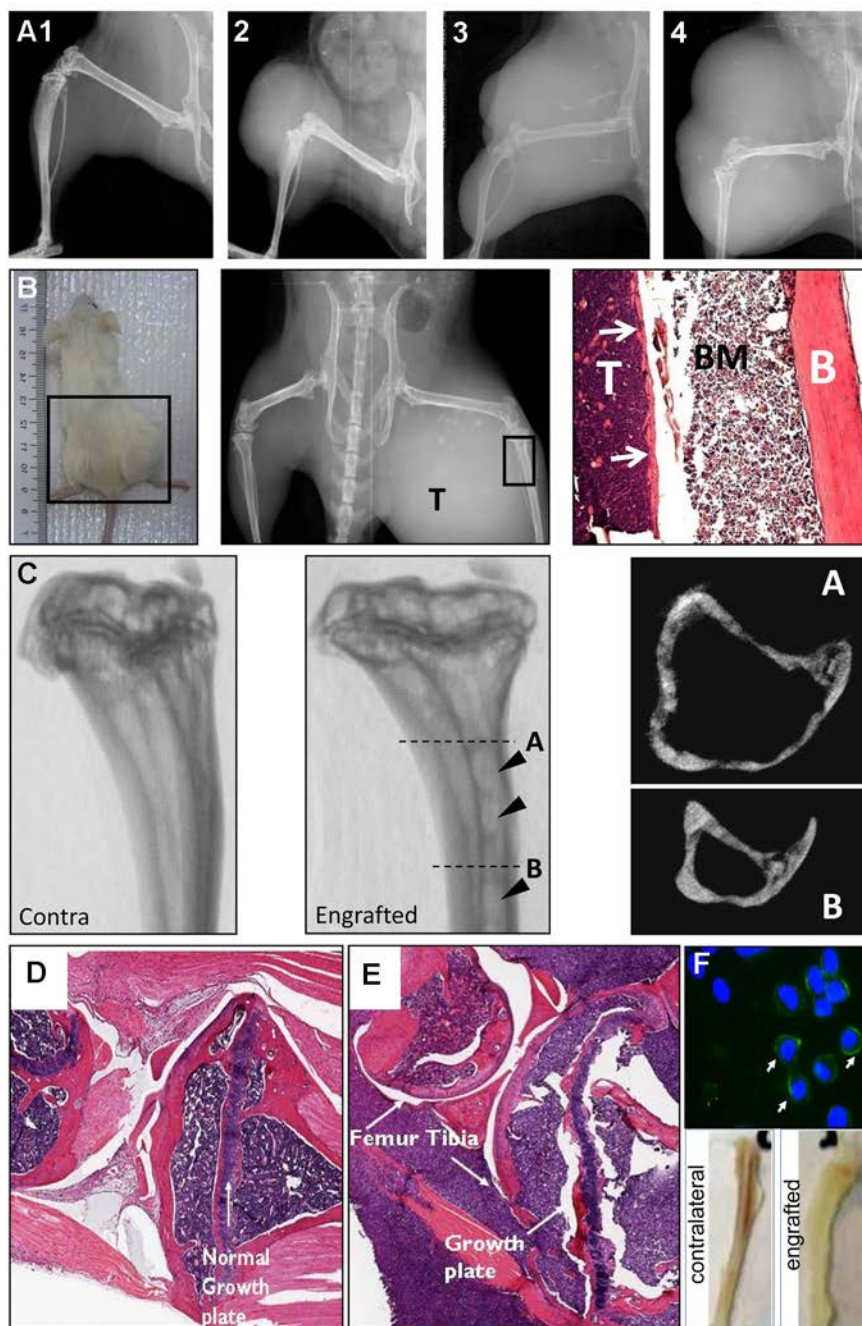 A1
2
3
4
B
T
T
BM
B
C
Contra
A
B
Engrafted
A
B
D
Normal
Growth
plate
E
Femur Tibia
Growth
plate
F
contralateral
engrafted